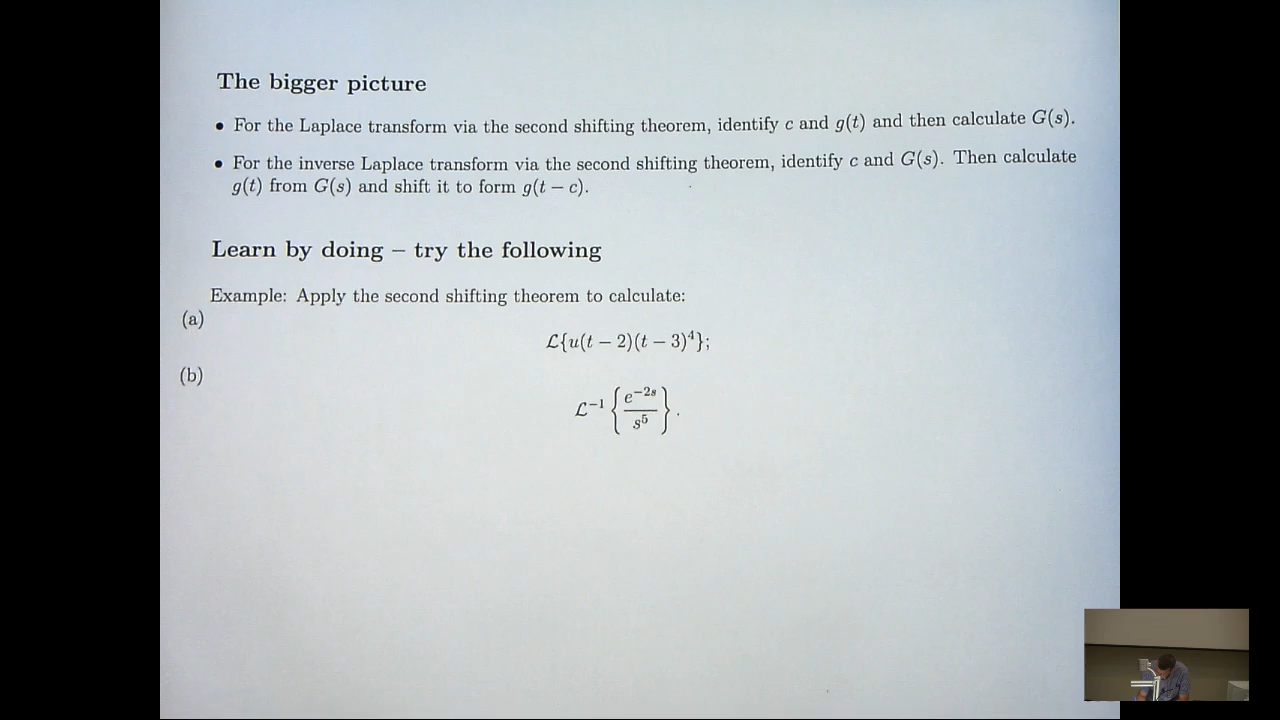 The bigger picture
• For the Laplace transform via the second shifting theorem, identify c and g(t) and then calculate G(s).
• For the inverse Laplace transform via the second shifting theorem, identify c and G(s). Then calculate
g(t) from G(s) and shift it to form g(t − c).
Learn by doing – try the following
Example: Apply the second shifting theorem to calculate:
(a)
ℒ{u(t − 2)(t − 3)⁴};
(b)
ℒ⁻¹ {e⁻²ˢ / s⁵}.